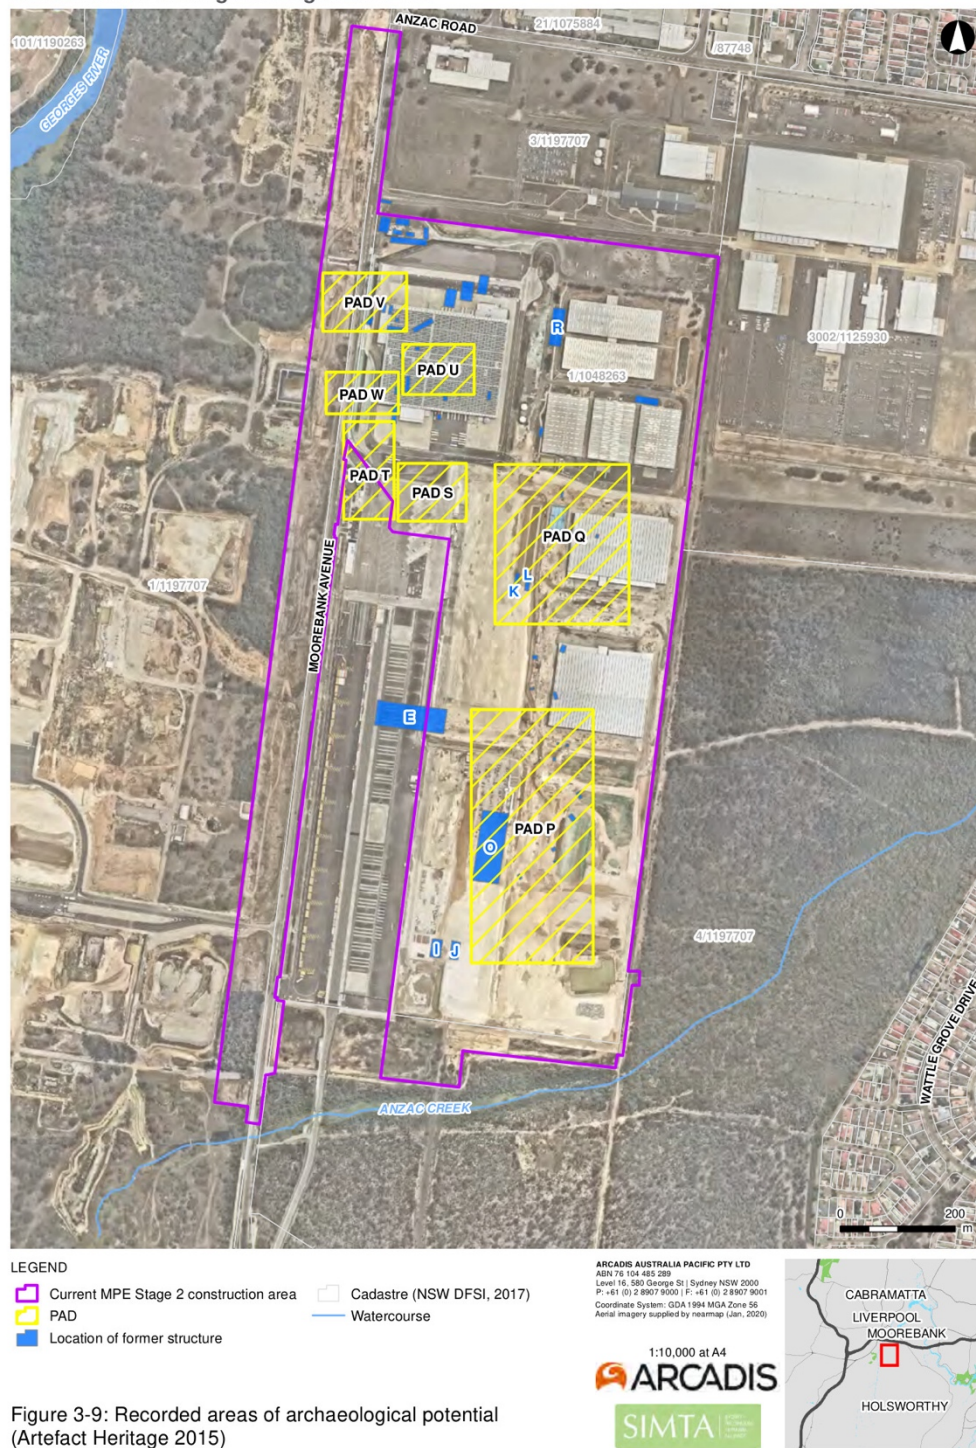 ANZAC ROAD
21/1075884
101/1190263
/87748
GEORGES RIVER
3/1197707
PAD V
R
3002/1125930
PAD U
1/1048263
PAD W
PAD T
PAD S
PAD Q
L
K
1/1197707
MOOREBANK AVENUE
E
PAD P
O
I
J
4/1197707
WATTLE GROVE DRIVE
ANZAC CREEK
0 200
m
LEGEND
Current MPE Stage 2 construction area
PAD
Location of former structure
Cadastre (NSW DFSI, 2017)
Watercourse
ARCADIS AUSTRALIA PACIFIC PTY LTD
ABN 76 104 485 289
Level 16, 580 George St | Sydney NSW 2000
P: +61 (0) 2 8907 9000 | F: +61 (0) 2 8907 9001
Coordinate System: GDA 1994 MGA Zone 56
Aerial imagery supplied by nearmap (Jan, 2020)
1:10,000 at A4
ARCADIS
SIMTA
CABRAMATTA
LIVERPOOL
MOOREBANK
HOLSWORTHY
Figure 3-9: Recorded areas of archaeological potential
(Artefact Heritage 2015)